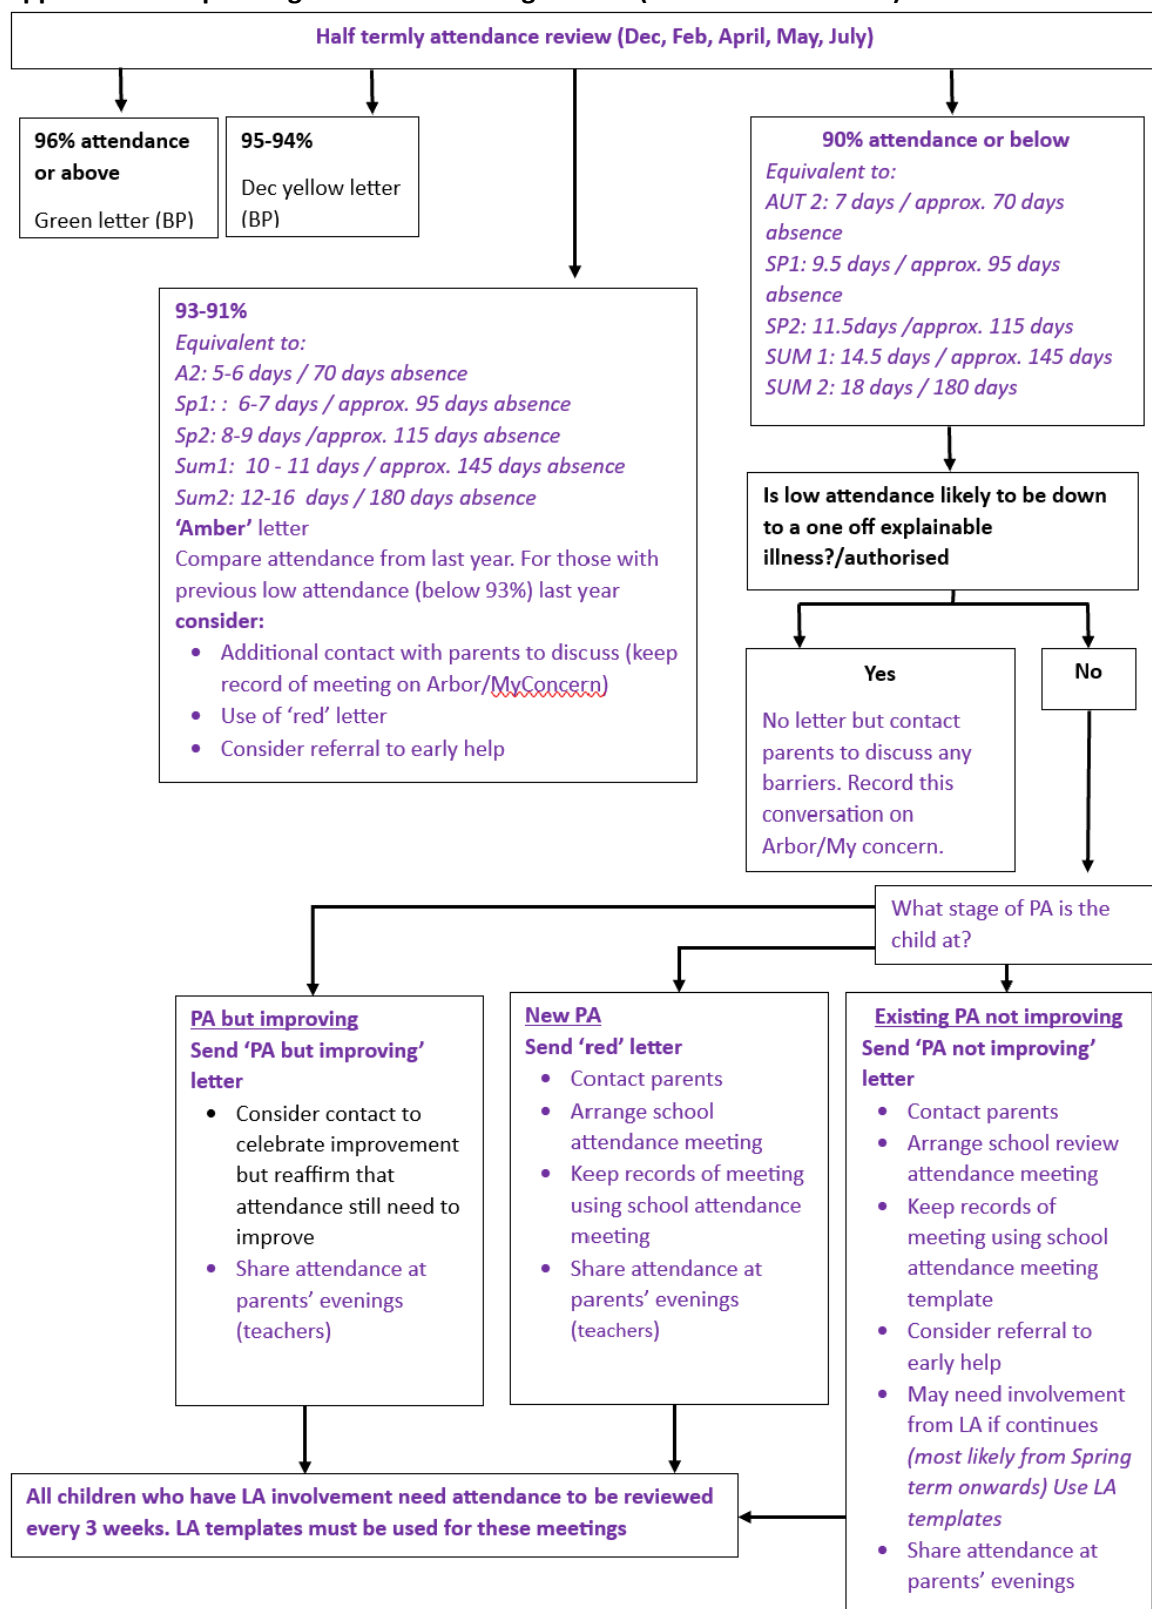 Half termly attendance review (Dec, Feb, April, May, July)
96% attendance
or above
Green letter (BP)
95-94%
Dec yellow letter
(BP)
90% attendance or below
Equivalent to:
AUT 2: 7 days / approx. 70 days
absence
SP1: 9.5 days / approx. 95 days
absence
SP2: 11.5days /approx. 115 days
SUM 1: 14.5 days / approx. 145 days
SUM 2: 18 days / 180 days
93-91%
Equivalent to:
A2: 5-6 days / 70 days absence
Sp1: :  6-7 days / approx. 95 days absence
Sp2: 8-9 days /approx. 115 days absence
Sum1:  10 - 11 days / approx. 145 days absence
Sum2: 12-16  days / 180 days absence
‘Amber’ letter
Compare attendance from last year. For those with
previous low attendance (below 93%) last year
consider:
• Additional contact with parents to discuss (keep
record of meeting on Arbor/MyConcern)
• Use of ‘red’ letter
• Consider referral to early help
Is low attendance likely to be down
to a one off explainable
illness?/authorised
Yes
No letter but contact
parents to discuss any
barriers. Record this
conversation on
Arbor/My concern.
No
What stage of PA is the
child at?
PA but improving
Send ‘PA but improving’
letter
• Consider contact to
celebrate improvement
but reaffirm that
attendance still need to
improve
• Share attendance at
parents’ evenings
(teachers)
New PA
Send ‘red’ letter
• Contact parents
• Arrange school
attendance meeting
• Keep records of meeting
using school attendance
meeting
• Share attendance at
parents’ evenings
(teachers)
Existing PA not improving
Send ‘PA not improving’
letter
• Contact parents
• Arrange school review
attendance meeting
• Keep records of
meeting using school
attendance meeting
template
• Consider referral to
early help
• May need involvement
from LA if continues
(most likely from Spring
term onwards) Use LA
templates
• Share attendance at
parents’ evenings
All children who have LA involvement need attendance to be reviewed
every 3 weeks. LA templates must be used for these meetings